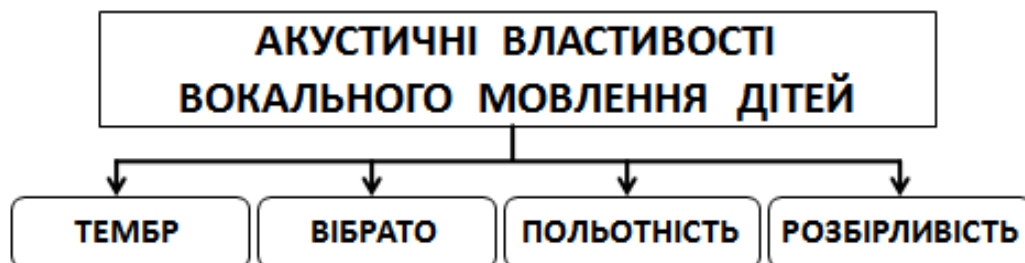 АКУСТИЧНІ ВЛАСТИВОСТІ
ВОКАЛЬНОГО МОВЛЕННЯ ДІТЕЙ
ТЕМБР
ВІБРАТО
ПОЛЬОТНІСТЬ
РОЗБІРЛИВІСТЬ